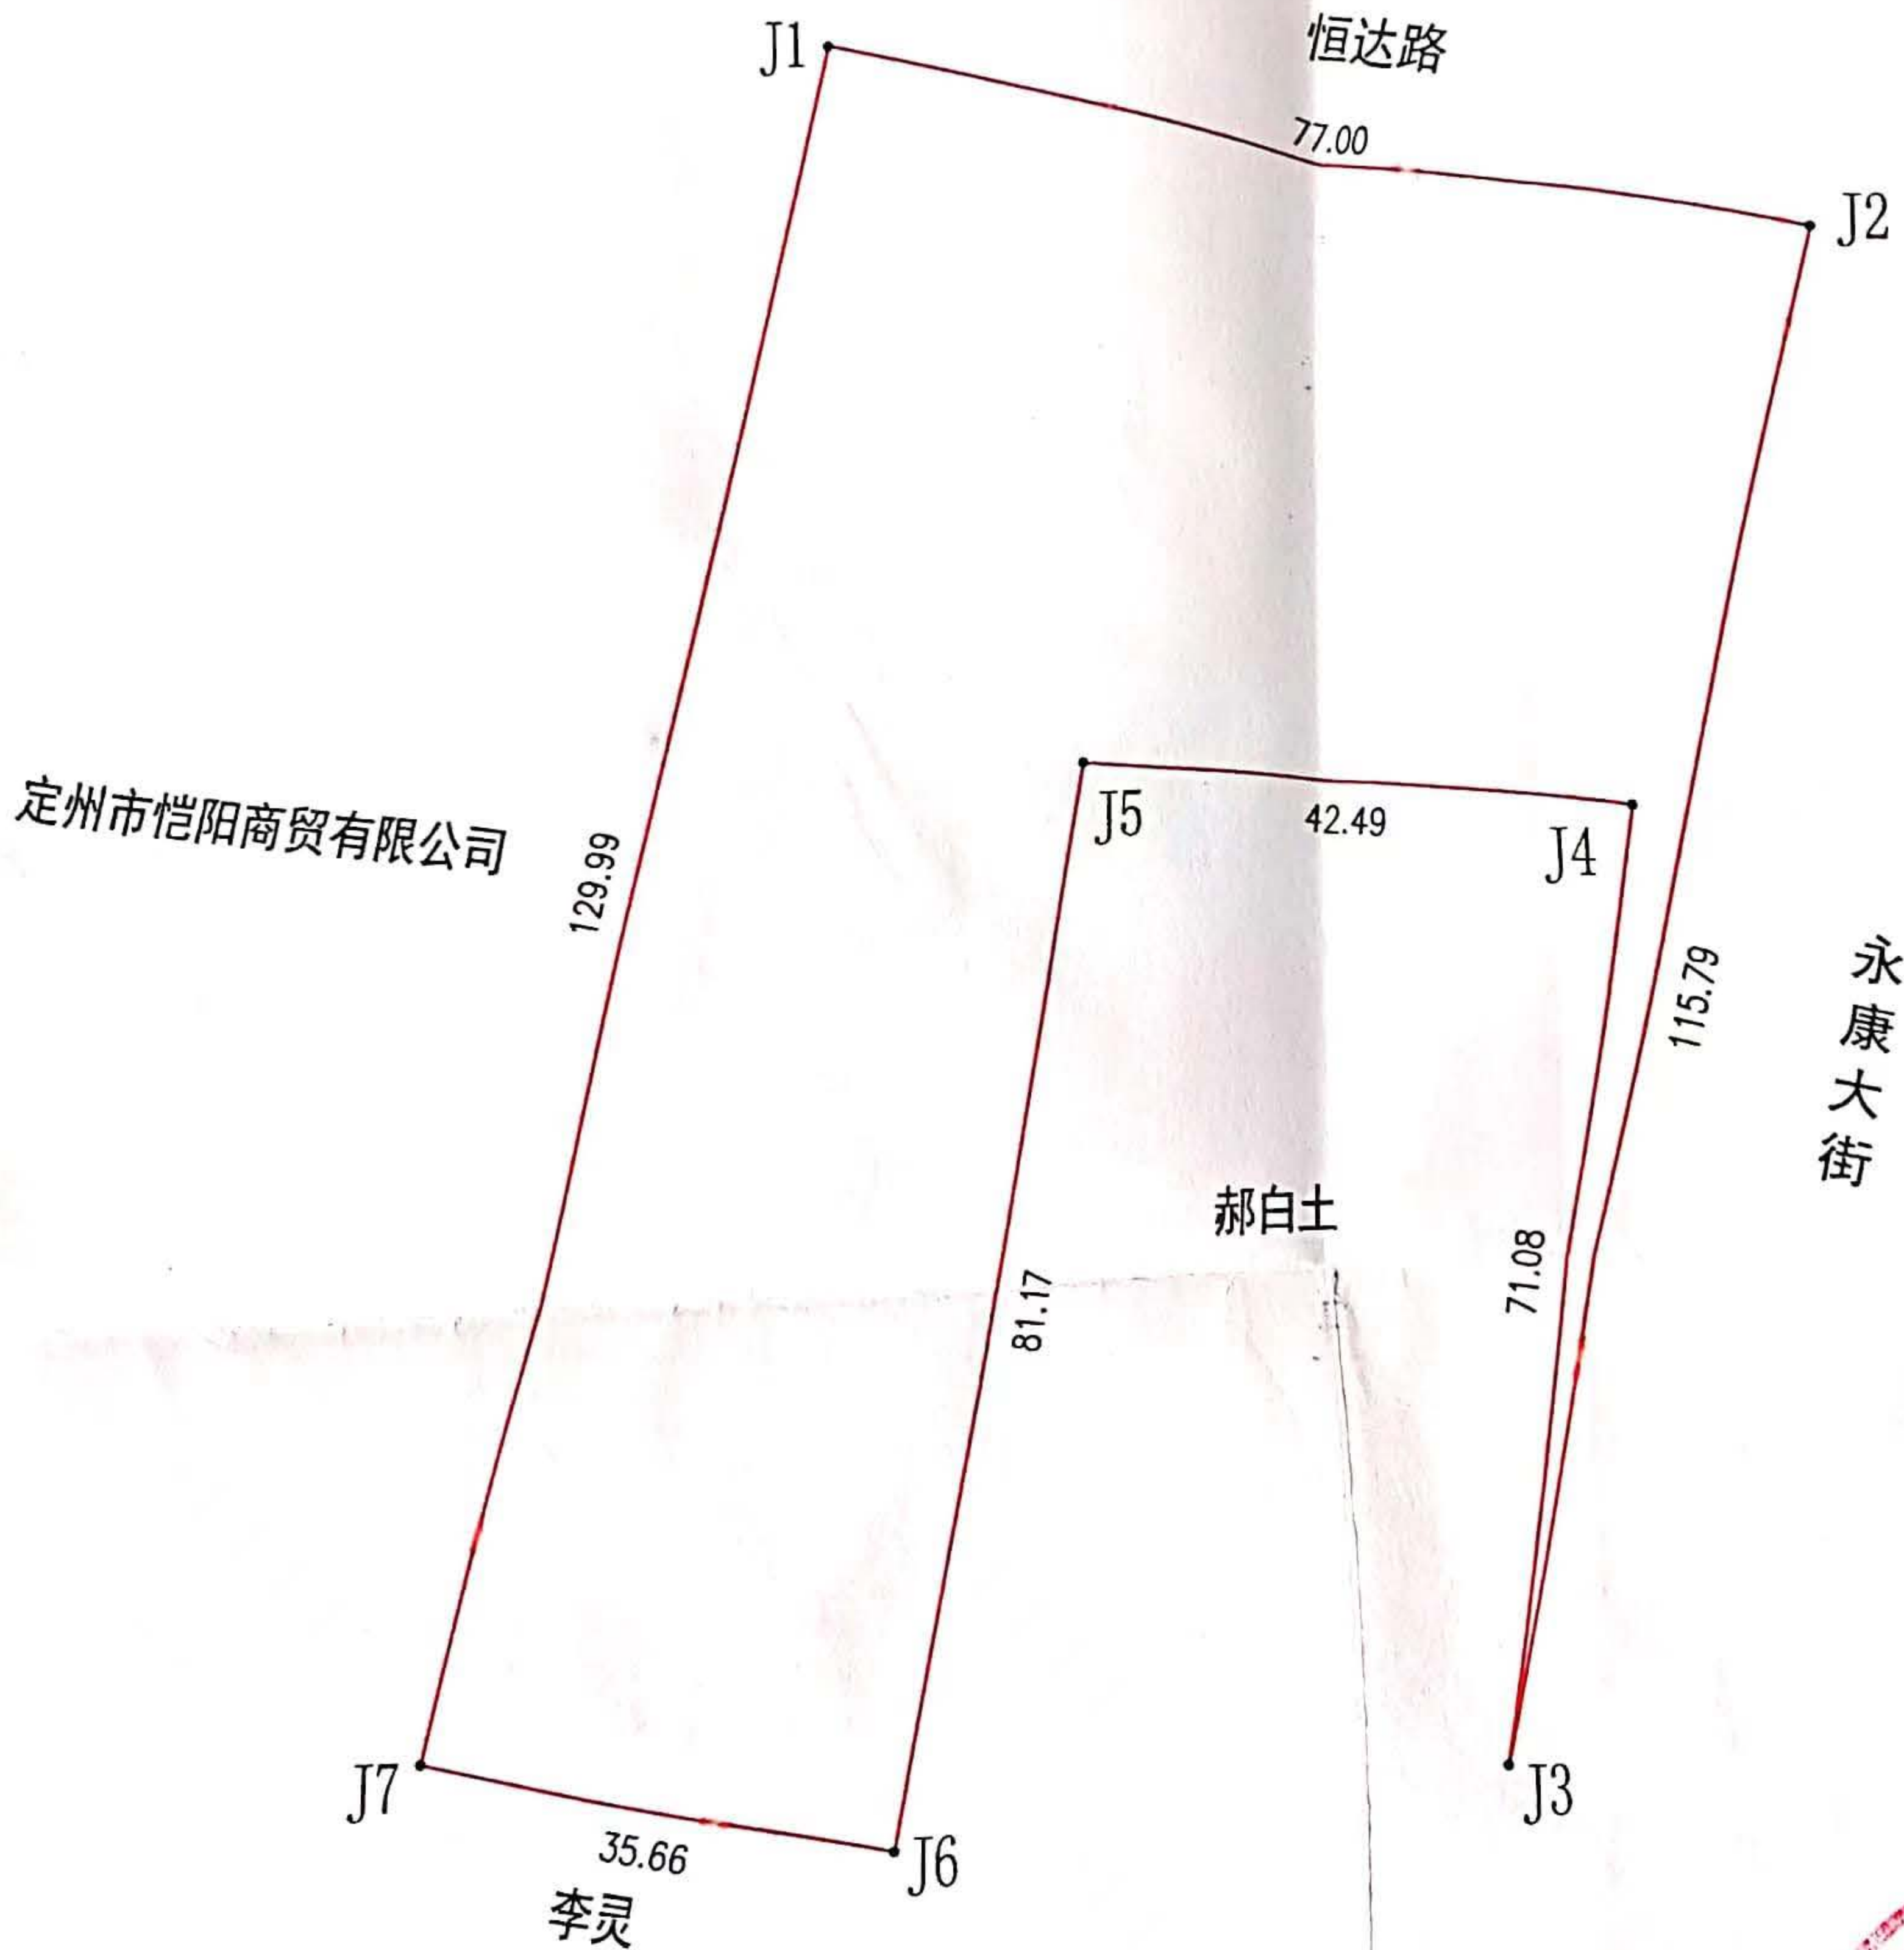 恒达路
J1
77.00
J2
定州市恺阳商贸有限公司
129.99
J5
42.49
J4
115.79
永康大街
郝白土
71.08
81.17
J7
J3
35.66
J6
李灵